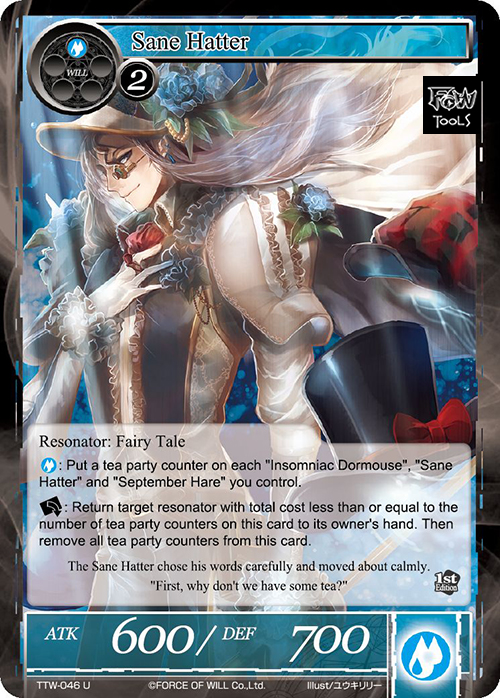 Sane Hatter
WILL
2
FoW
TOOLS
Resonator: Fairy Tale
: Put a tea party counter on each "Insomniac Dormouse", "Sane
Hatter" and "September Hare" you control.
: Return target resonator with total cost less than or equal to the
number of tea party counters on this card to its owner's hand. Then
remove all tea party counters from this card.
The Sane Hatter chose his words carefully and moved about calmly.
"First, why don't we have some tea?"
1st
Edition
ATK 600/ DEF 700
TTW-046 U ©FORCE OF WILL Co.,Ltd. Illust/ユウキリリー